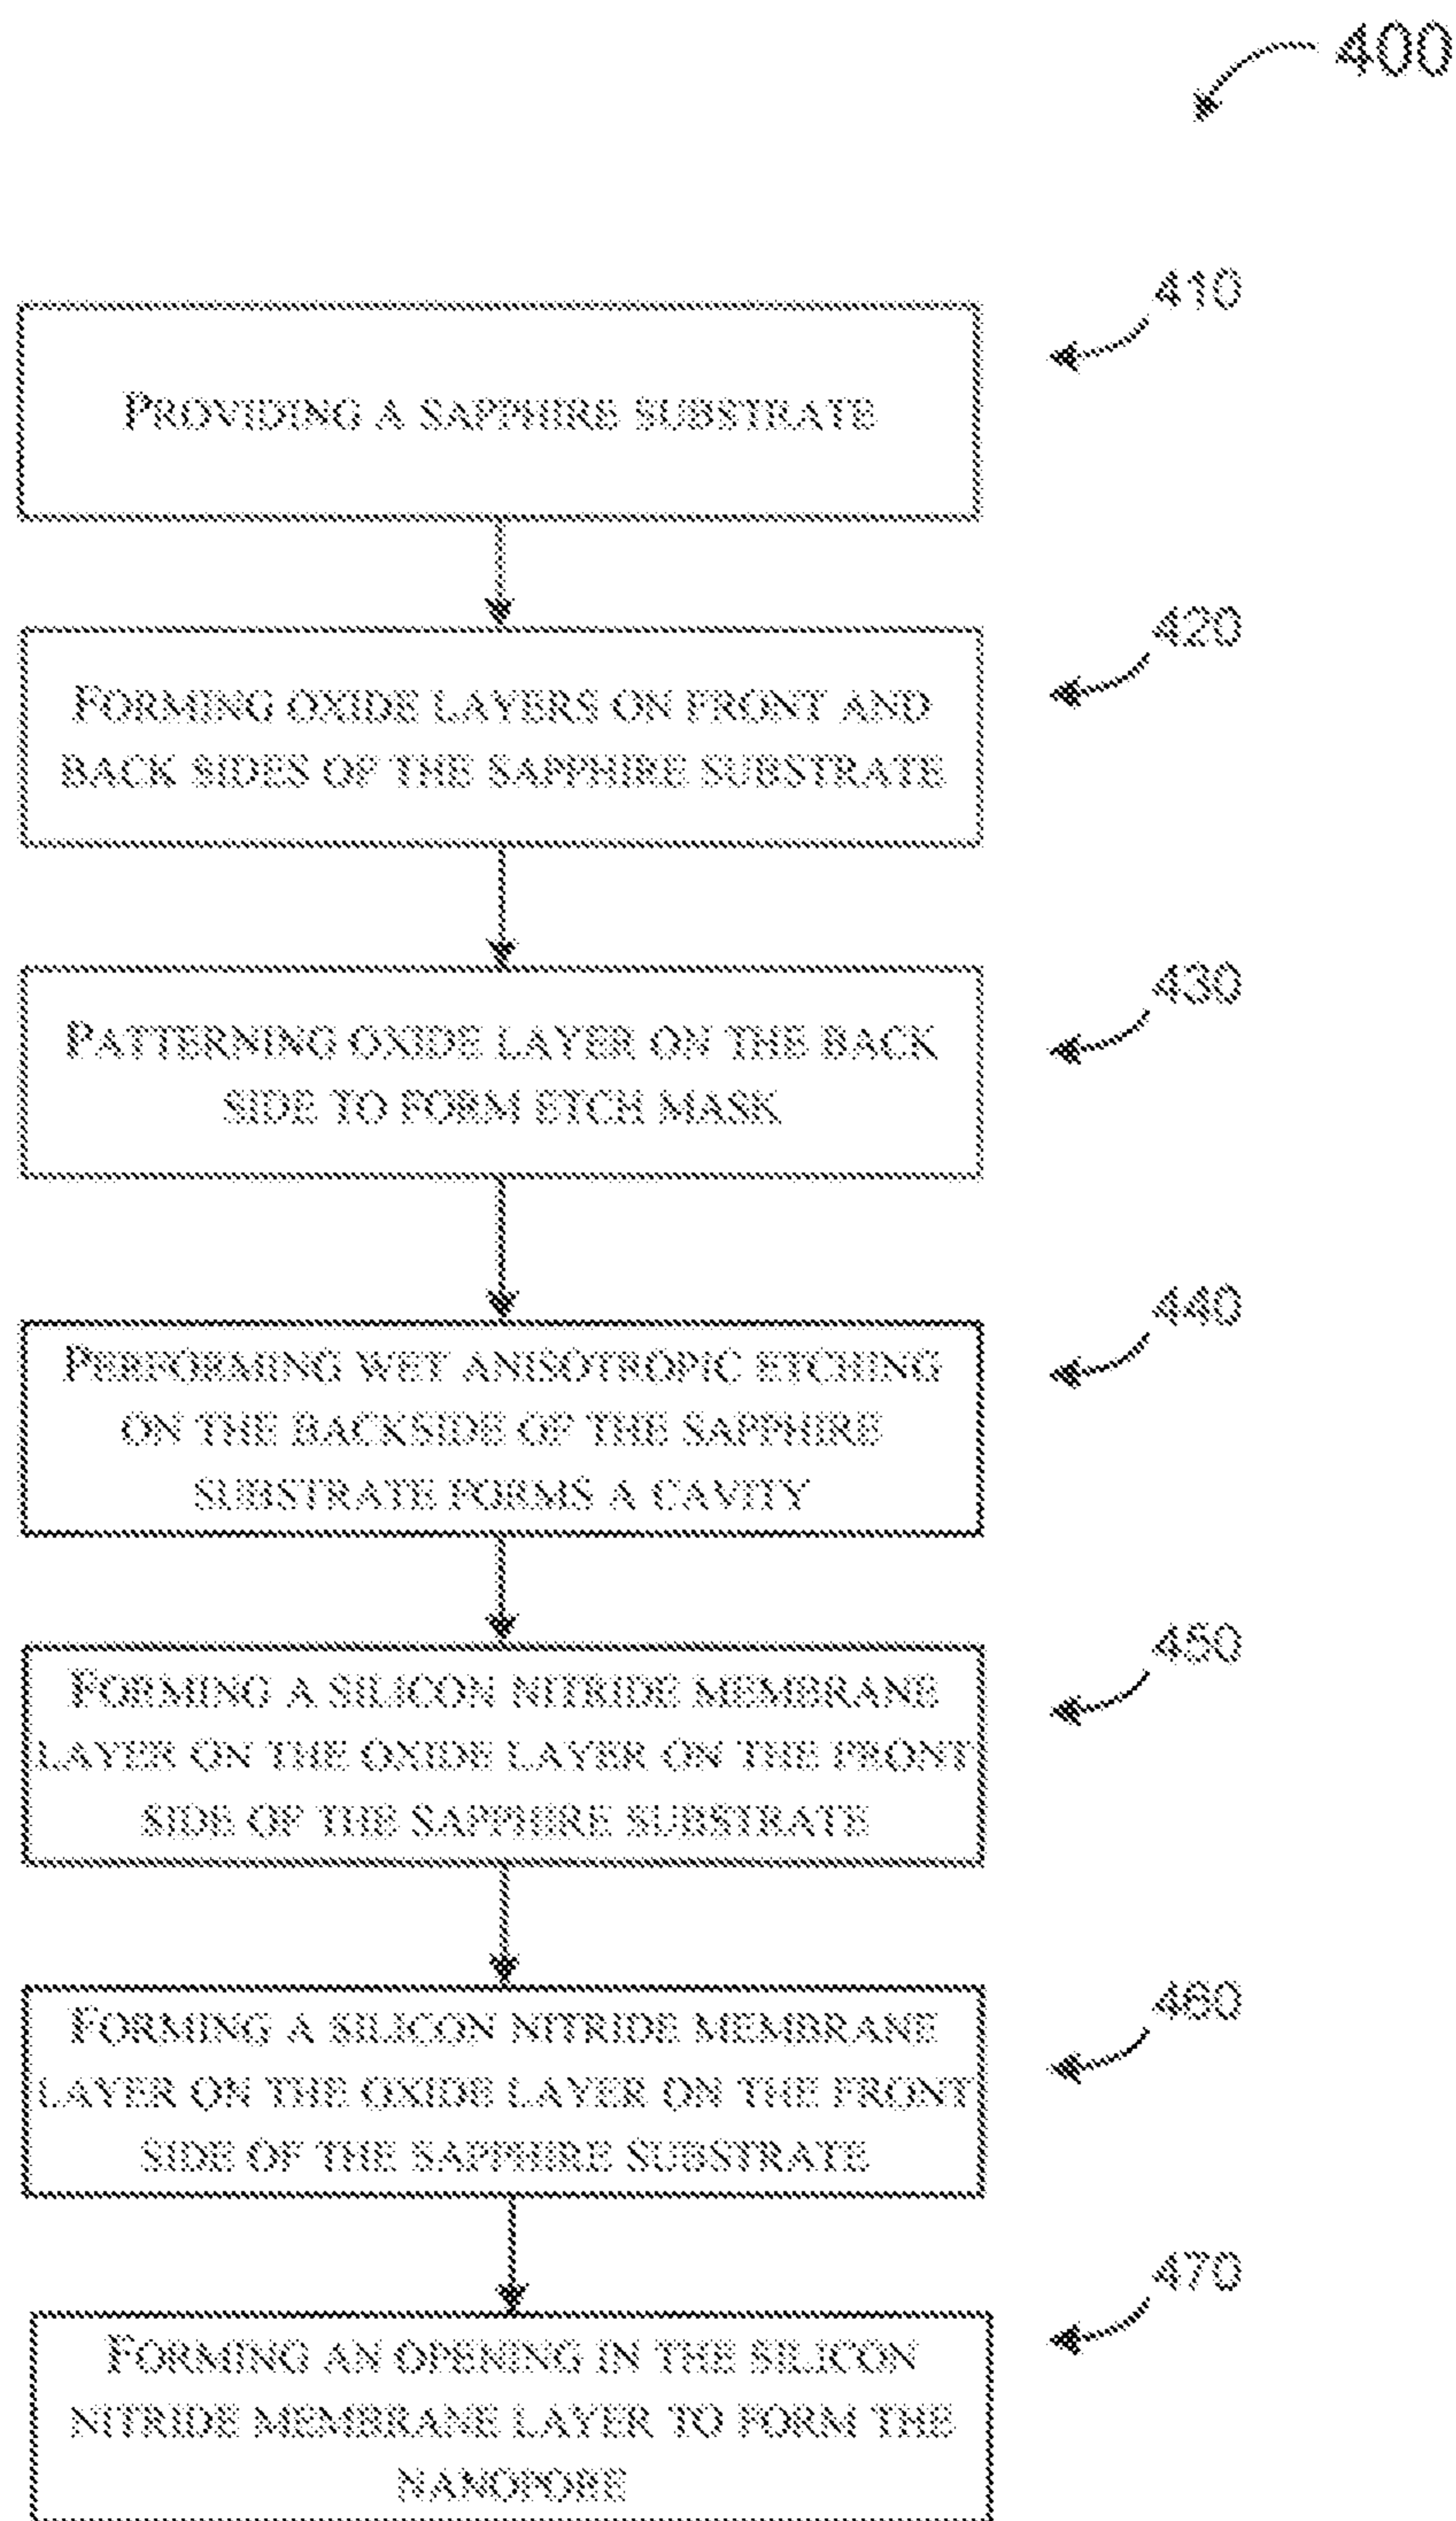 400
410
PROVIDING A SAPPHIRE SUBSTRATE
420
FORMING OXIDE LAYERS ON FRONT AND
BACK SIDES OF THE SAPPHIRE SUBSTRATE
430
PATTERNING OXIDE LAYER ON THE BACK
SIDE TO FORM ETCH MASK
440
PERFORMING WET ANISOTROPIC ETCHING
ON THE BACKSIDE OF THE SAPPHIRE
SUBSTRATE FORMS A CAVITY
450
FORMING A SILICON NITRIDE MEMBRANE
LAYER ON THE OXIDE LAYER ON THE FRONT
SIDE OF THE SAPPHIRE SUBSTRATE
460
FORMING A SILICON NITRIDE MEMBRANE
LAYER ON THE OXIDE LAYER ON THE FRONT
SIDE OF THE SAPPHIRE SUBSTRATE
470
FORMING AN OPENING IN THE SILICON
NITRIDE MEMBRANE LAYER TO FORM THE
NANOPORE